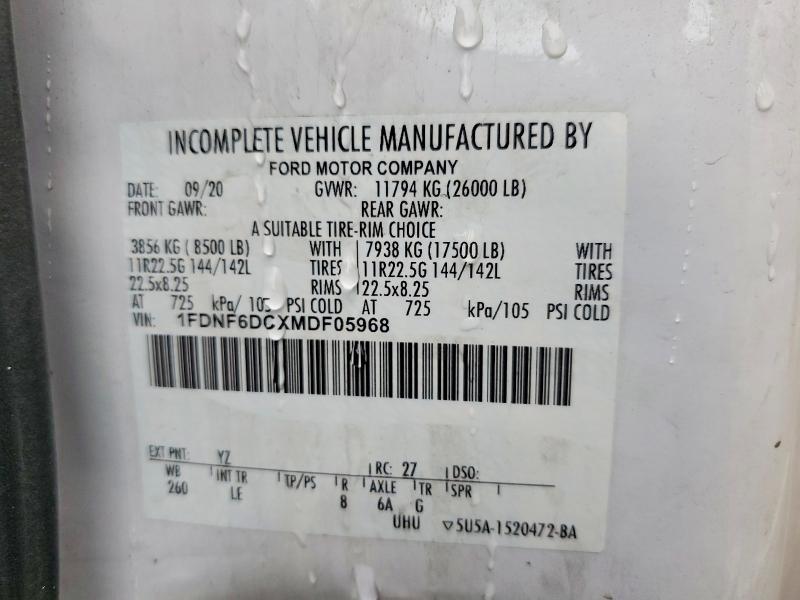 INCOMPLETE VEHICLE MANUFACTURED BY
FORD MOTOR COMPANY
DATE: 09/20 GVWR: 11794 KG (26000 LB)
FRONT GAWR: REAR GAWR:
A SUITABLE TIRE-RIM CHOICE
3856 KG ( 8500 LB) WITH 7938 KG (17500 LB) WITH
11R22.5G 144/142L TIRES 11R22.5G 144/142L TIRES
22.5x8.25 RIMS 22.5x8.25 RIMS
AT 725 kPa/ 105 PSI COLD AT 725 kPa/105 PSI COLD
VIN: 1FDNF6DCXMDF05968
EXT PNT: YZ RC: 27 DSO:
WB INT TR TP/PS R AXLE TR SPR
260 LE 8 6A G
UHU ▽5U5A-1520472-BA